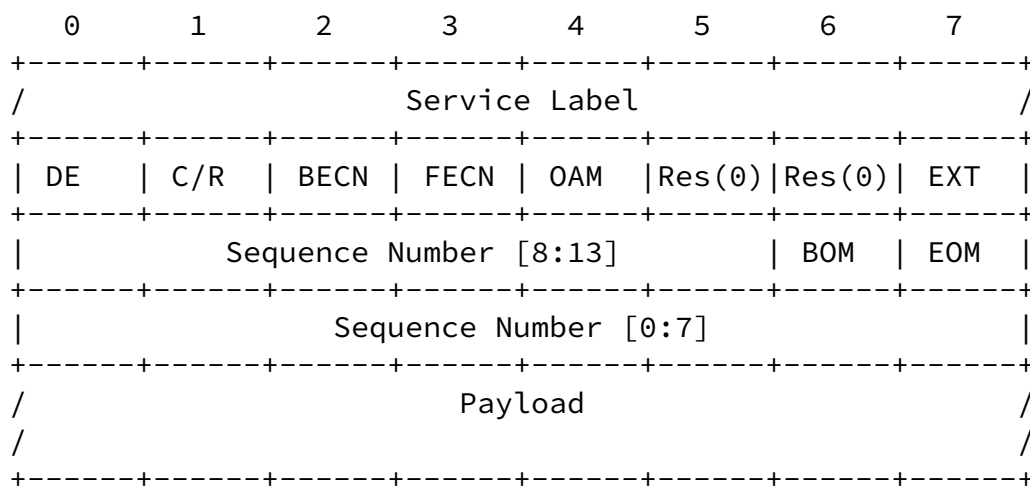 0 1 2 3 4 5 6 7
+------+------+------+------+------+------+------+------+
/ Service Label /
+------+------+------+------+------+------+------+------+
| DE | C/R | BECN | FECN | OAM |Res(0)|Res(0)| EXT |
+------+------+------+------+------+------+------+------+
| Sequence Number [8:13] | BOM | EOM |
+------+------+------+------+------+------+------+------+
| Sequence Number [0:7] |
+------+------+------+------+------+------+------+------+
/ Payload /
/ /
+------+------+------+------+------+------+------+------+